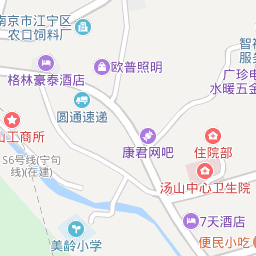 南京市江宁区
农口饲料厂
欧普照明
格林豪泰酒店
圆通速递
广珍电
水暖五金
山工商所
康君网吧
住院部
S6号线(宁句
线)(在建)
汤山中心卫生院
7天酒店
美龄小学
便民小吃